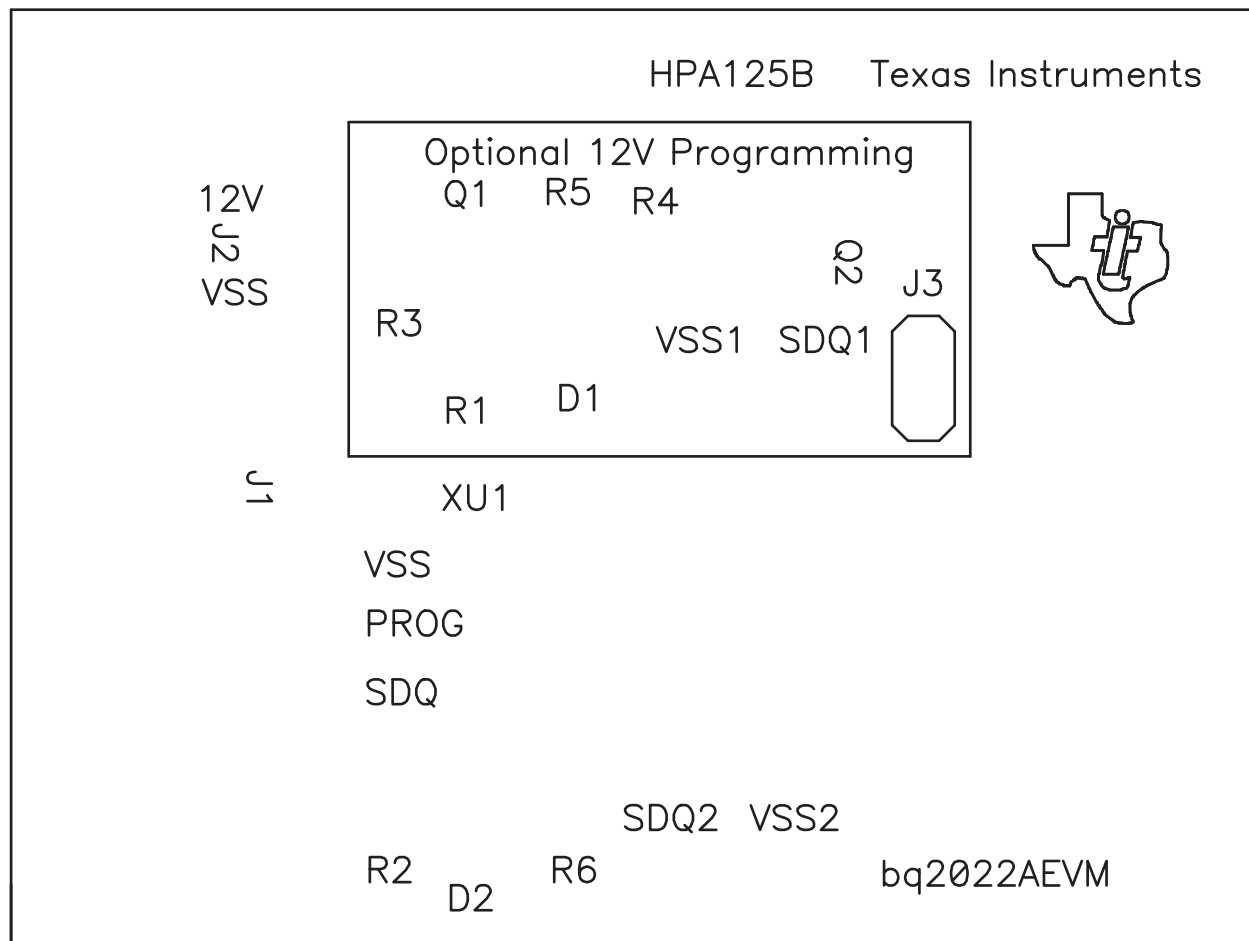 HPA125B Texas Instruments
Optional 12V Programming
12V
Q1
R5
R4
J2
VSS
Q2
J3
R3
VSS1
SDQ1
R1
D1
J1
XU1
VSS
PROG
SDQ
SDQ2
VSS2
R2
D2
R6
bq2022AEVM
ti